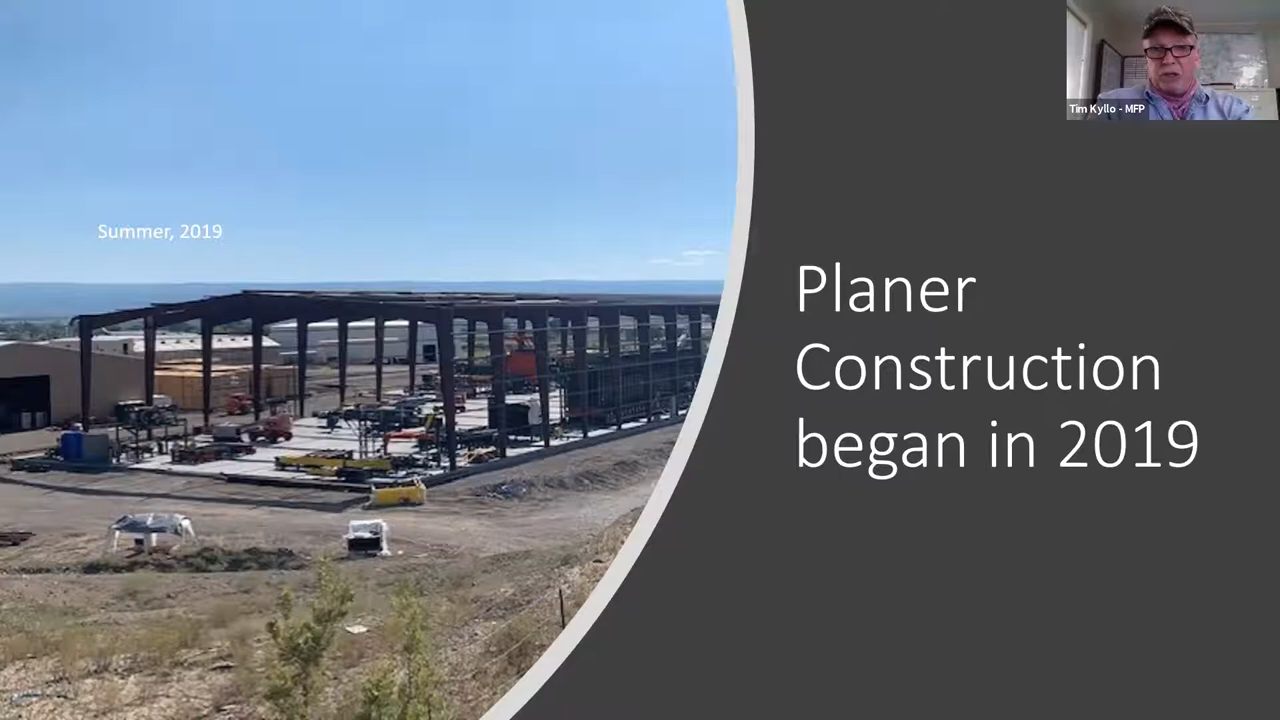 Tim Kyllo - MFP
Summer, 2019
Planer
Construction
began in 2019